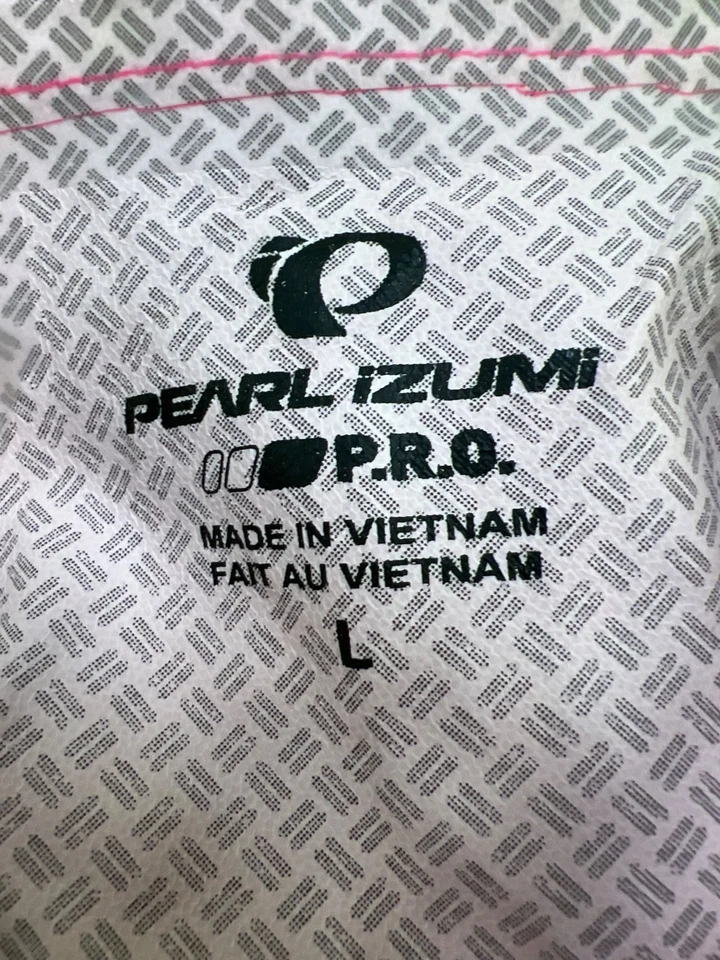 PEARL iZUMi
P.R.O.
MADE IN VIETNAM
FAIT AU VIETNAM
L